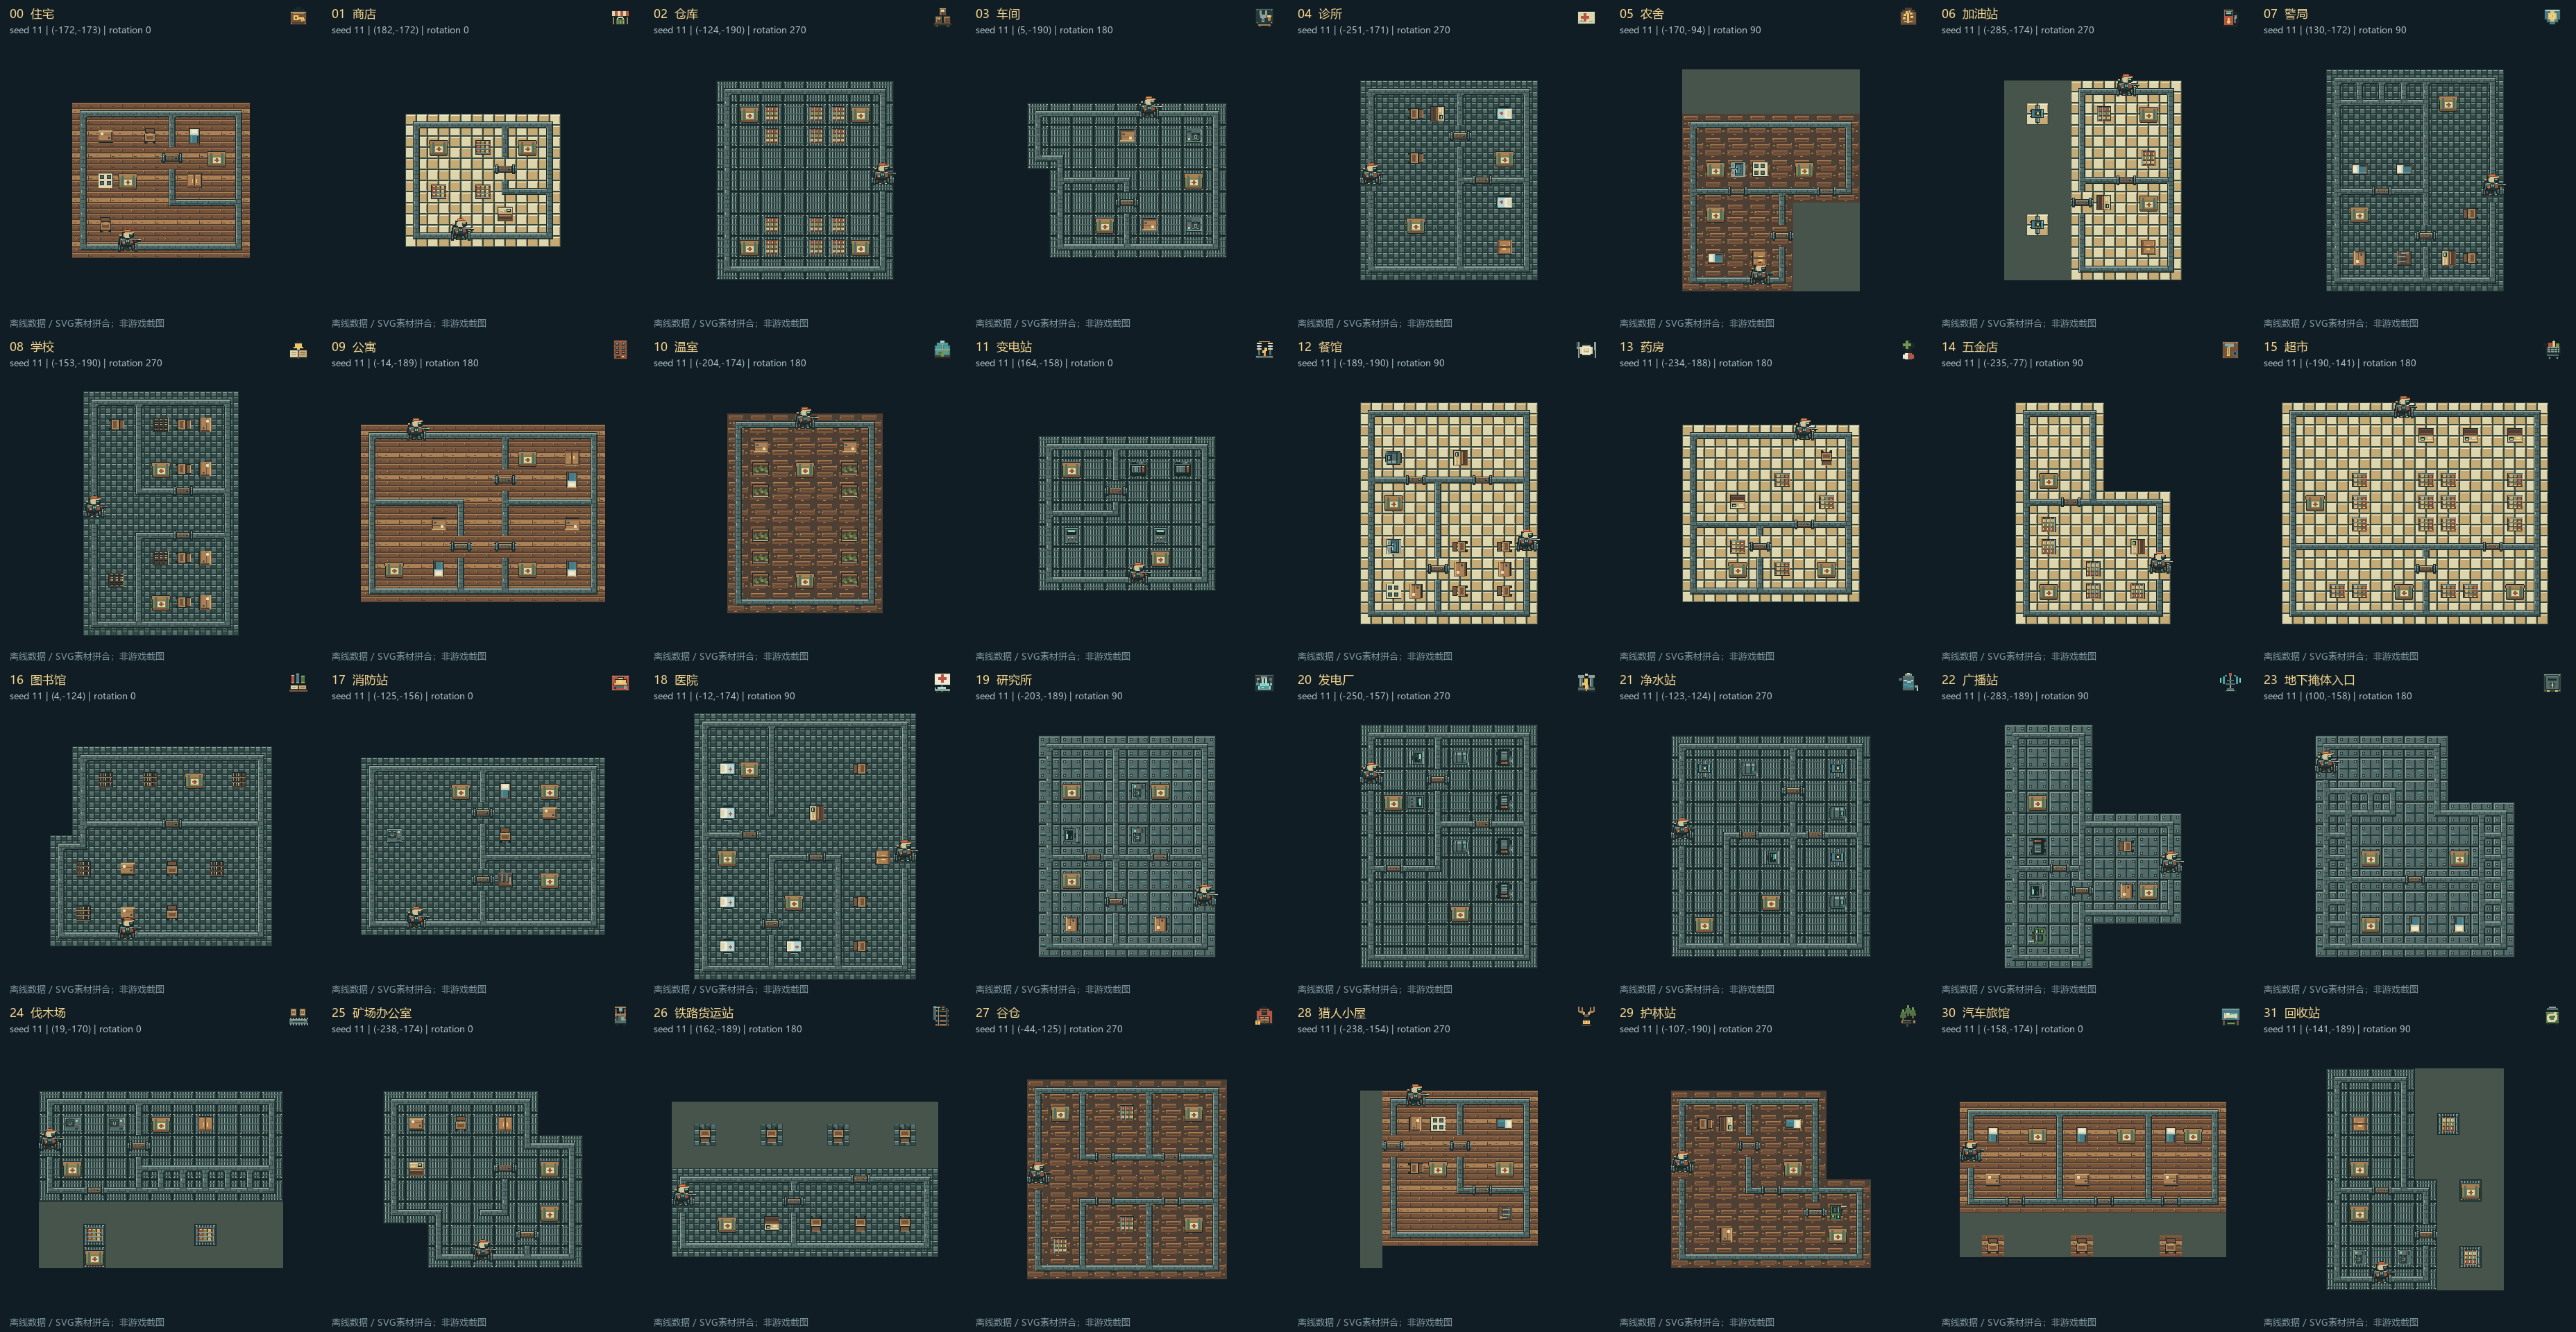 00 住宅
seed 11 | (-172,-173) | rotation 0
离线数据 / SVG素材拼合；非游戏截图
01 商店
seed 11 | (182,-172) | rotation 0
离线数据 / SVG素材拼合；非游戏截图
02 仓库
seed 11 | (-124,-190) | rotation 270
离线数据 / SVG素材拼合；非游戏截图
03 车间
seed 11 | (5,-190) | rotation 180
离线数据 / SVG素材拼合；非游戏截图
04 诊所
seed 11 | (-251,-171) | rotation 270
离线数据 / SVG素材拼合；非游戏截图
05 农舍
seed 11 | (-170,-94) | rotation 90
离线数据 / SVG素材拼合；非游戏截图
06 加油站
seed 11 | (-285,-174) | rotation 270
离线数据 / SVG素材拼合；非游戏截图
07 警局
seed 11 | (130,-172) | rotation 90
离线数据 / SVG素材拼合；非游戏截图
08 学校
seed 11 | (-153,-190) | rotation 270
离线数据 / SVG素材拼合；非游戏截图
09 公寓
seed 11 | (-14,-189) | rotation 180
离线数据 / SVG素材拼合；非游戏截图
10 温室
seed 11 | (-204,-174) | rotation 180
离线数据 / SVG素材拼合；非游戏截图
11 变电站
seed 11 | (164,-158) | rotation 0
离线数据 / SVG素材拼合；非游戏截图
12 餐馆
seed 11 | (-189,-190) | rotation 90
离线数据 / SVG素材拼合；非游戏截图
13 药房
seed 11 | (-234,-188) | rotation 180
离线数据 / SVG素材拼合；非游戏截图
14 五金店
seed 11 | (-235,-77) | rotation 90
离线数据 / SVG素材拼合；非游戏截图
15 超市
seed 11 | (-190,-141) | rotation 180
离线数据 / SVG素材拼合；非游戏截图
16 图书馆
seed 11 | (4,-124) | rotation 0
离线数据 / SVG素材拼合；非游戏截图
17 消防站
seed 11 | (-125,-156) | rotation 0
离线数据 / SVG素材拼合；非游戏截图
18 医院
seed 11 | (-12,-174) | rotation 90
离线数据 / SVG素材拼合；非游戏截图
19 研究所
seed 11 | (-203,-189) | rotation 90
离线数据 / SVG素材拼合；非游戏截图
20 发电厂
seed 11 | (-250,-157) | rotation 270
离线数据 / SVG素材拼合；非游戏截图
21 净水站
seed 11 | (-123,-124) | rotation 270
离线数据 / SVG素材拼合；非游戏截图
22 广播站
seed 11 | (-283,-189) | rotation 90
离线数据 / SVG素材拼合；非游戏截图
23 地下掩体入口
seed 11 | (100,-158) | rotation 180
离线数据 / SVG素材拼合；非游戏截图
24 伐木场
seed 11 | (19,-170) | rotation 0
离线数据 / SVG素材拼合；非游戏截图
25 矿场办公室
seed 11 | (-238,-174) | rotation 0
离线数据 / SVG素材拼合；非游戏截图
26 铁路货运站
seed 11 | (162,-189) | rotation 180
离线数据 / SVG素材拼合；非游戏截图
27 谷仓
seed 11 | (-44,-125) | rotation 270
离线数据 / SVG素材拼合；非游戏截图
28 猎人小屋
seed 11 | (-238,-154) | rotation 270
离线数据 / SVG素材拼合；非游戏截图
29 护林站
seed 11 | (-107,-190) | rotation 270
离线数据 / SVG素材拼合；非游戏截图
30 汽车旅馆
seed 11 | (-158,-174) | rotation 0
离线数据 / SVG素材拼合；非游戏截图
31 回收站
seed 11 | (-141,-189) | rotation 90
离线数据 / SVG素材拼合；非游戏截图